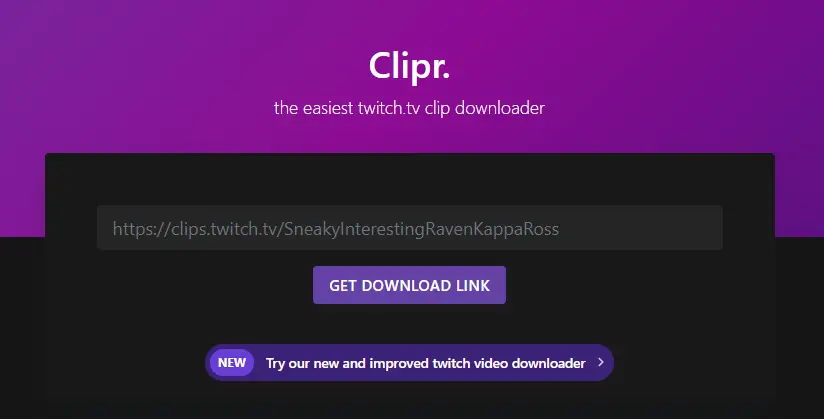 Clipr.
the easiest twitch.tv clip downloader
https://clips.twitch.tv/SneakyInterestingRavenKappaRoss
GET DOWNLOAD LINK
NEW Try our new and improved twitch video downloader